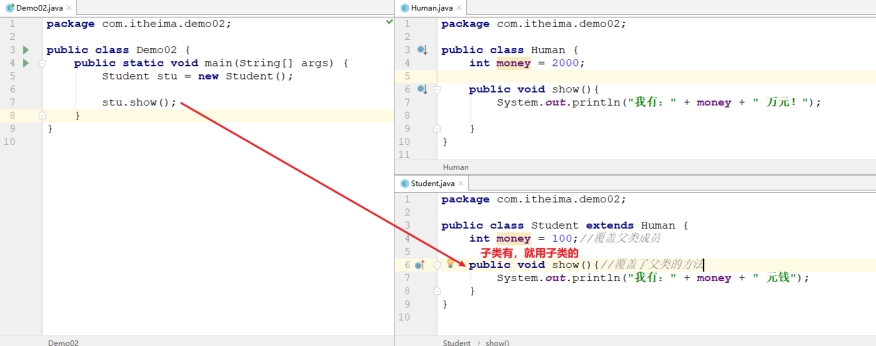 Demo02.java
1 package com.itheima.demo02;
2
3 public class Demo02 {
4 public static void main(String[] args) {
5 Student stu = new Student();
6
7 stu.show();
8 }
9 }
10
Demo02
Human.java
1 package com.itheima.demo02;
2
3 public class Human {
4 int money = 2000;
5
6 public void show(){
7 System.out.println("我有：" + money + " 万元！");
8
9 }
10 }
11
Human
Student.java
1 package com.itheima.demo02;
2
3 public class Student extends Human {
4 int money = 100;//覆盖父类成员
5 子类有，就用子类的
6 public void show(){//覆盖了父类的方法
7 System.out.println("我有：" + money + " 元钱");
8 }
9 }
10
Student › show()